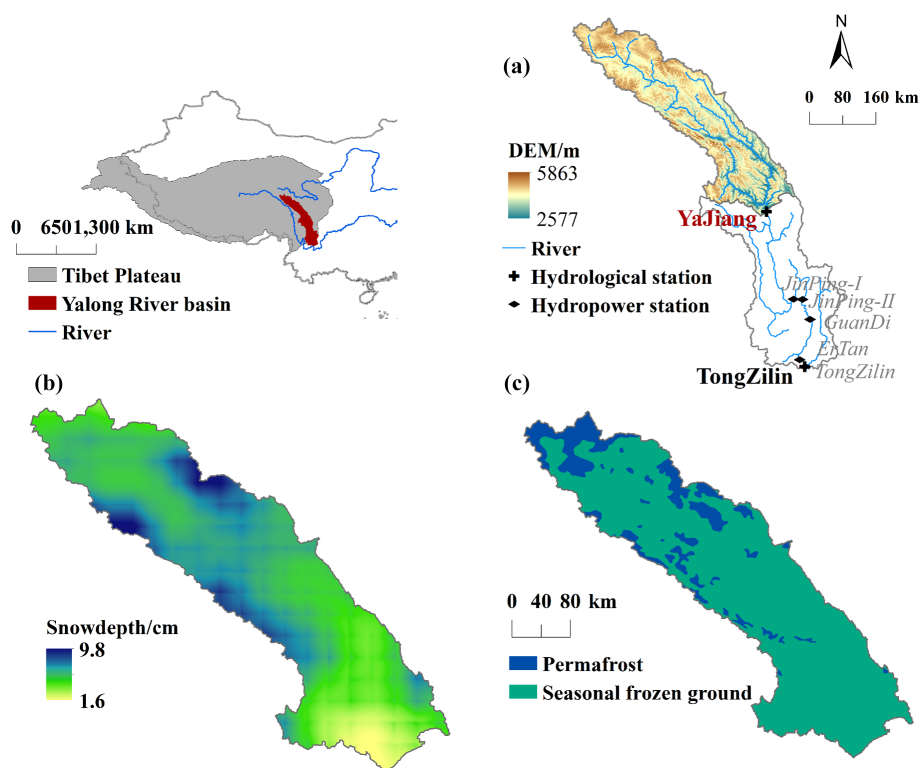 N
(a)
0 80 160 km
DEM/m
5863
2577
YaJiang
River
Hydrological station
Hydropower station
JinPing-I
JinPing-II
GuanDi
ErTan
TongZilin
TongZilin
0 6501,300 km
Tibet Plateau
Yalong River basin
River
(b)
Snowdepth/cm
9.8
1.6
(c)
0 40 80 km
Permafrost
Seasonal frozen ground